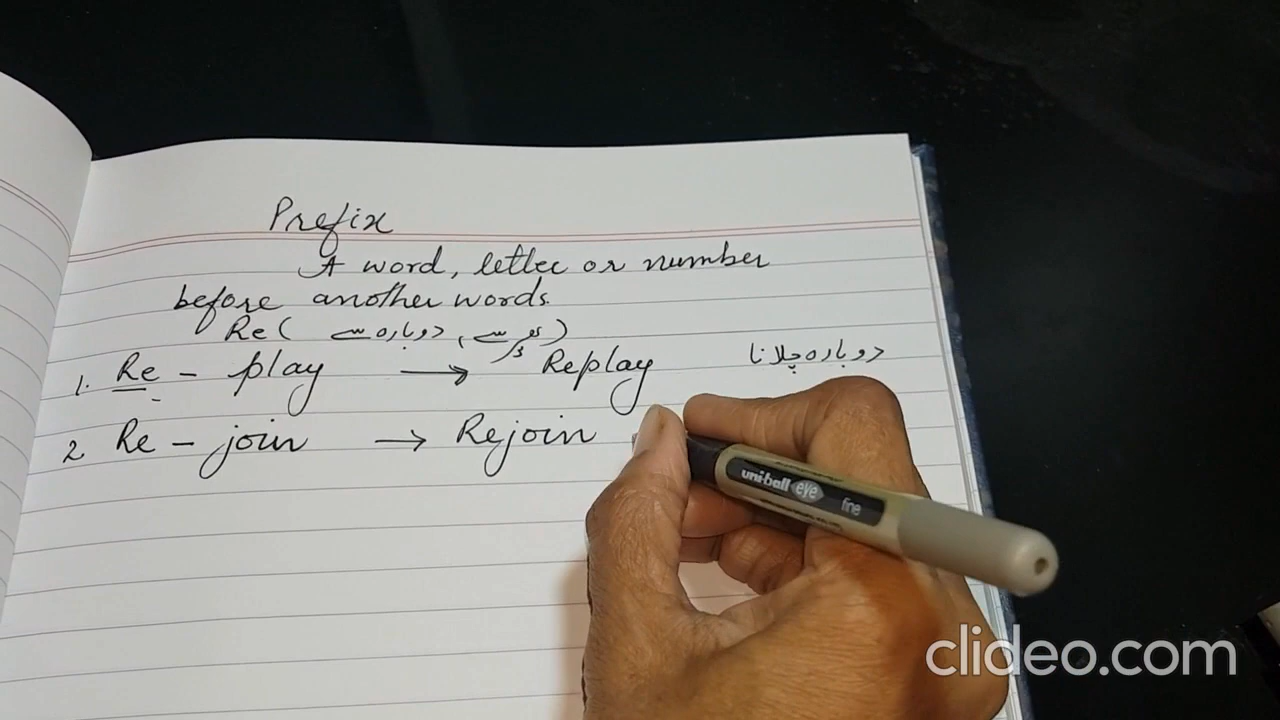 Prefix
A word, letter or number
before another words.
Re ( دوبارہ سے، پھر سے )
1. Re - play → Replay دوبارہ چلانا
2 Re - join → Rejoin
uni-ball eye fine
clideo.com